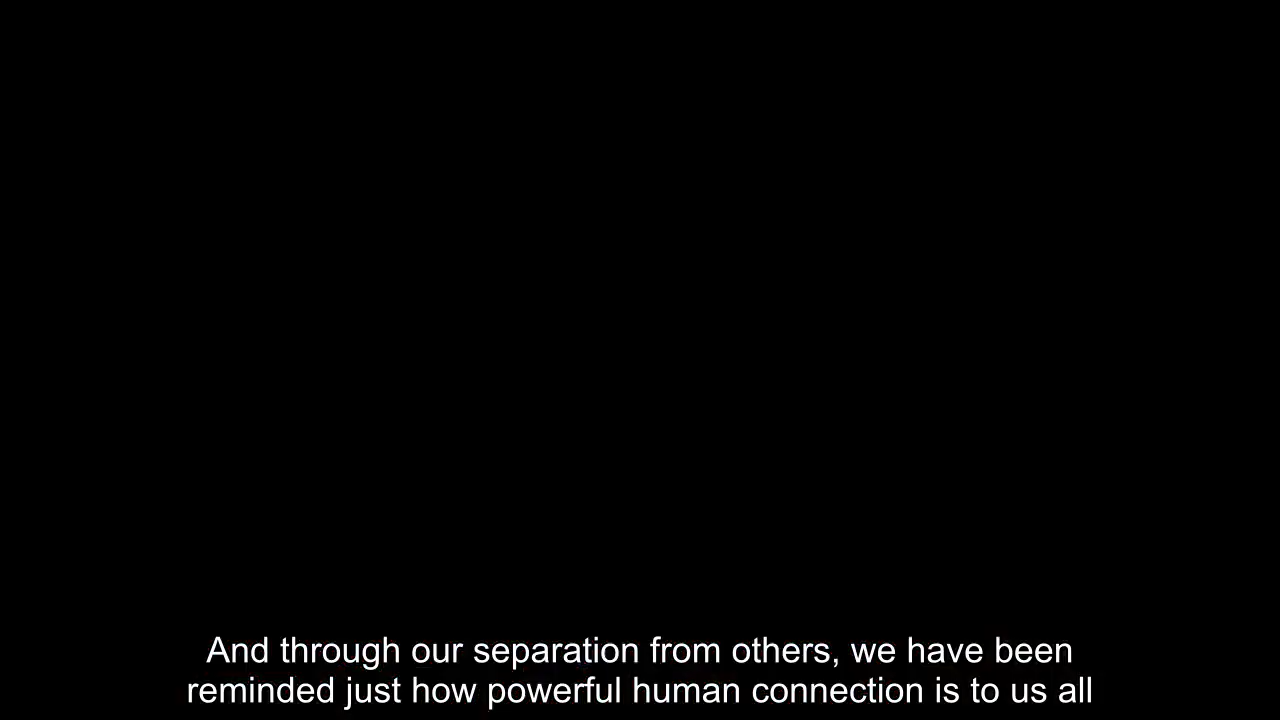 And through our separation from others, we have been
reminded just how powerful human connection is to us all